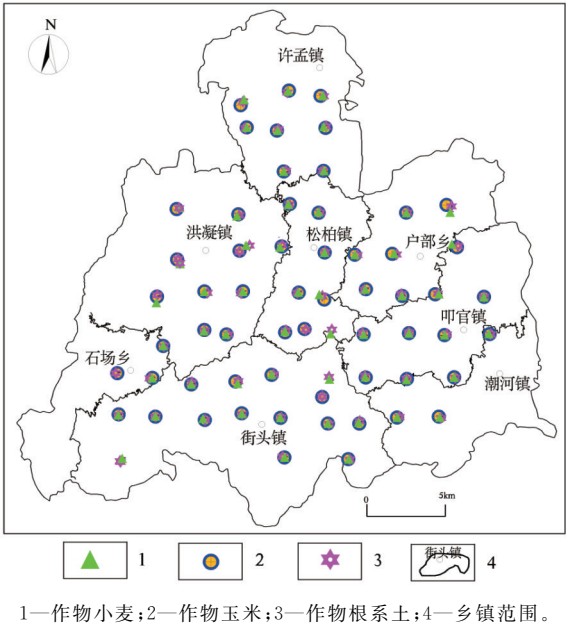 N
许孟镇
洪凝镇
松柏镇
户部乡
叩官镇
石场乡
潮河镇
街头镇
0 5km
1 2 3 街头镇 4
1—作物小麦;2—作物玉米;3—作物根系土;4—乡镇范围。